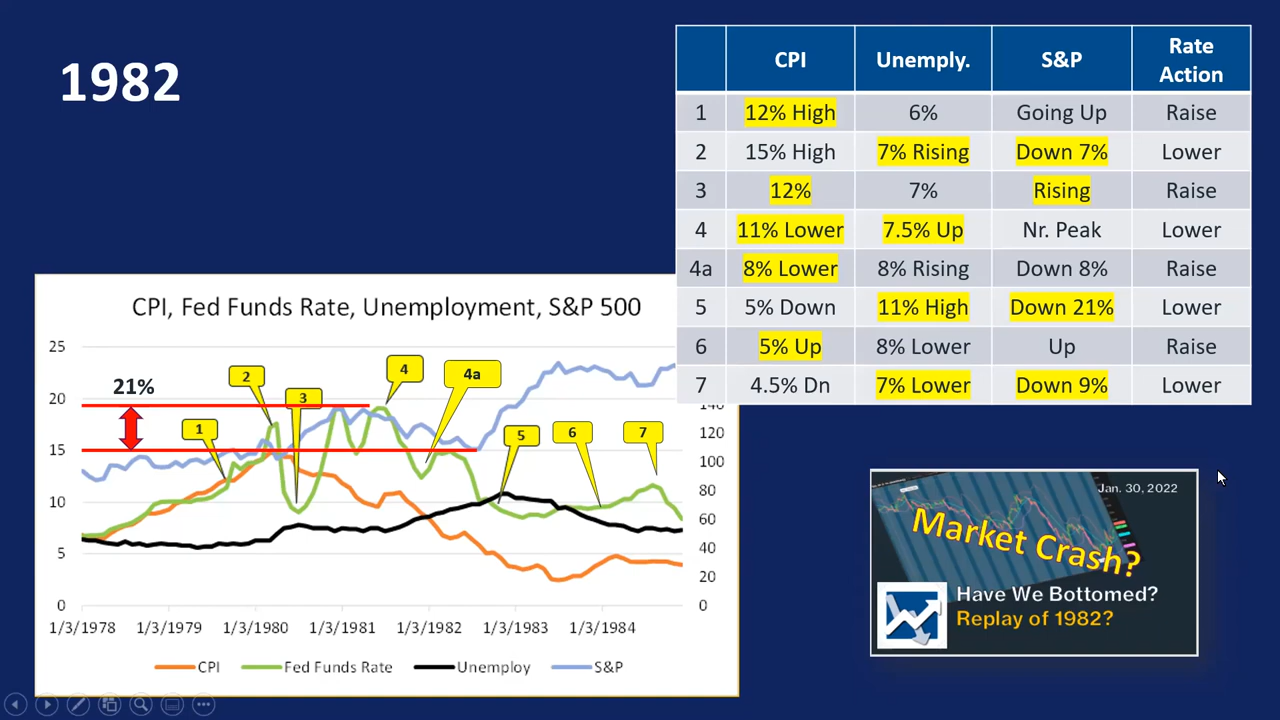 1982
CPI Unemply. S&P Rate Action
1 12% High 6% Going Up Raise
2 15% High 7% Rising Down 7% Lower
3 12% 7% Rising Raise
4 11% Lower 7.5% Up Nr. Peak Lower
4a 8% Lower 8% Rising Down 8% Raise
5 5% Down 11% High Down 21% Lower
6 5% Up 8% Lower Up Raise
7 4.5% Dn 7% Lower Down 9% Lower
CPI, Fed Funds Rate, Unemployment, S&P 500
25
20
15
10
5
0
21%
1
2
3
4
4a
5
6
7
140
120
100
80
60
40
20
0
1/3/1978 1/3/1979 1/3/1980 1/3/1981 1/3/1982 1/3/1983 1/3/1984
CPI Fed Funds Rate Unemploy S&P
Jan. 30, 2022
Market Crash?
Have We Bottomed?
Replay of 1982?